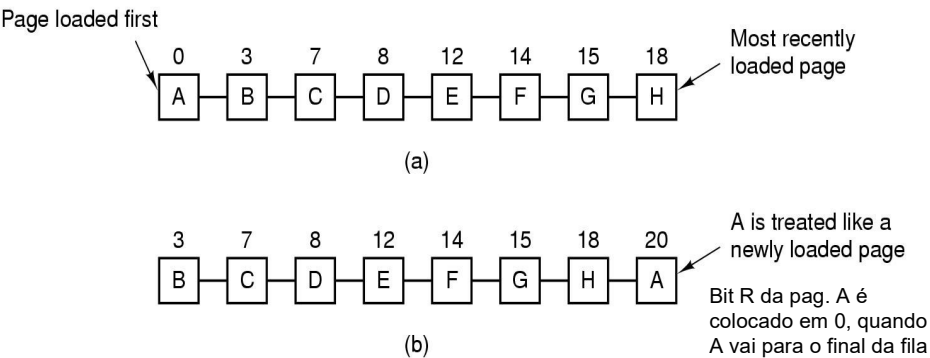 Page loaded first
0 3 7 8 12 14 15 18
Most recently
loaded page
A B C D E F G H
(a)
3 7 8 12 14 15 18 20
A is treated like a
newly loaded page
B C D E F G H A
Bit R da pag. A é
colocado em 0, quando
A vai para o final da fila
(b)